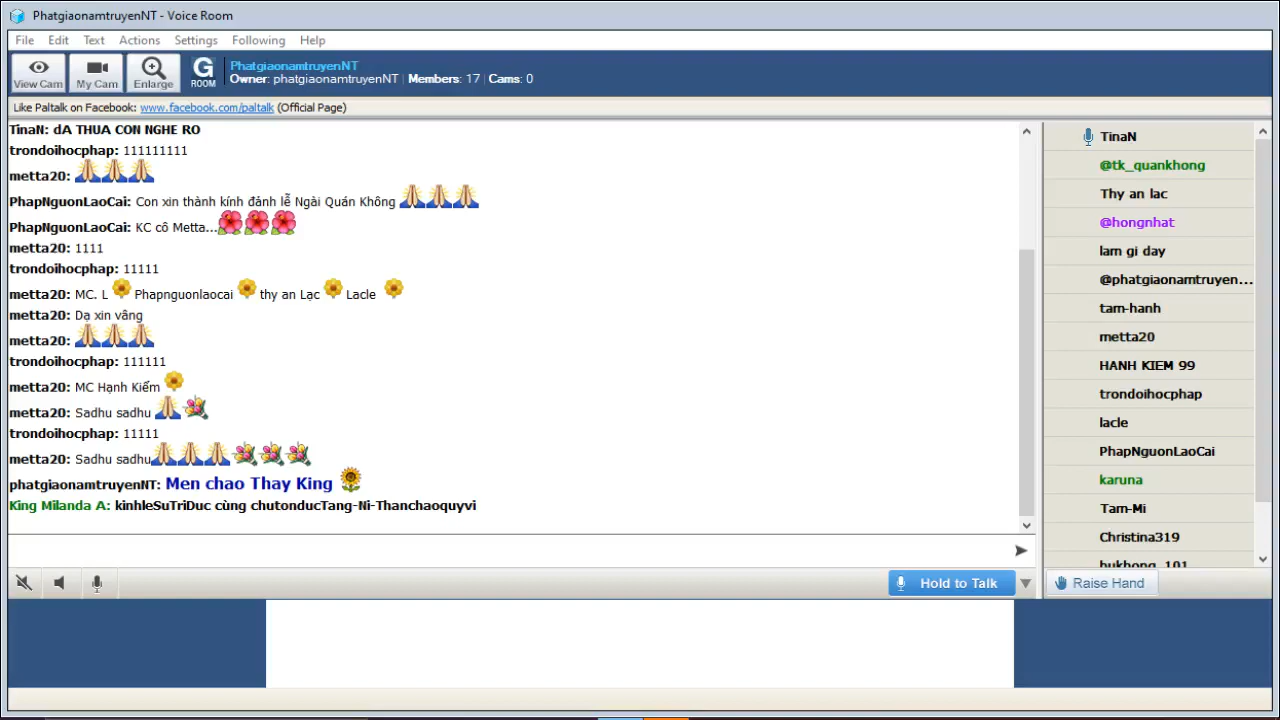 PhatgiaonamtruyenNT - Voice Room
File Edit Text Actions Settings Following Help
View Cam My Cam Enlarge G ROOM
PhatgiaonamtruyenNT
Owner: phatgiaonamtruyenNT | Members: 17 | Cams: 0
Like Paltalk on Facebook: www.facebook.com/paltalk (Official Page)
TinaN: dA THUA CON NGHE RO
trondoihocphap: 111111111
metta20:
PhapNguonLaoCai: Con xin thành kính đảnh lễ Ngài Quán Không
PhapNguonLaoCai: KC cô Metta...
metta20: 1111
trondoihocphap: 11111
metta20: MC. L Phapnguonlaocai thy an Lạc Lacle
metta20: Dạ xin vâng
metta20:
trondoihocphap: 111111
metta20: MC Hạnh Kiểm
metta20: Sadhu sadhu
trondoihocphap: 11111
metta20: Sadhu sadhu
phatgiaonamtruyenNT: Men chao Thay King
King Milanda A: kinhleSuTriDuc cùng chutonducTang-Ni-Thanchaoquyvi
Hold to Talk
TinaN
@tk_quankhong
Thy an lac
@hongnhat
lam gi day
@phatgiaonamtruyen...
tam-hanh
metta20
HANH KIEM 99
trondoihocphap
lacle
PhapNguonLaoCai
karuna
Tam-Mi
Christina319
Raise Hand